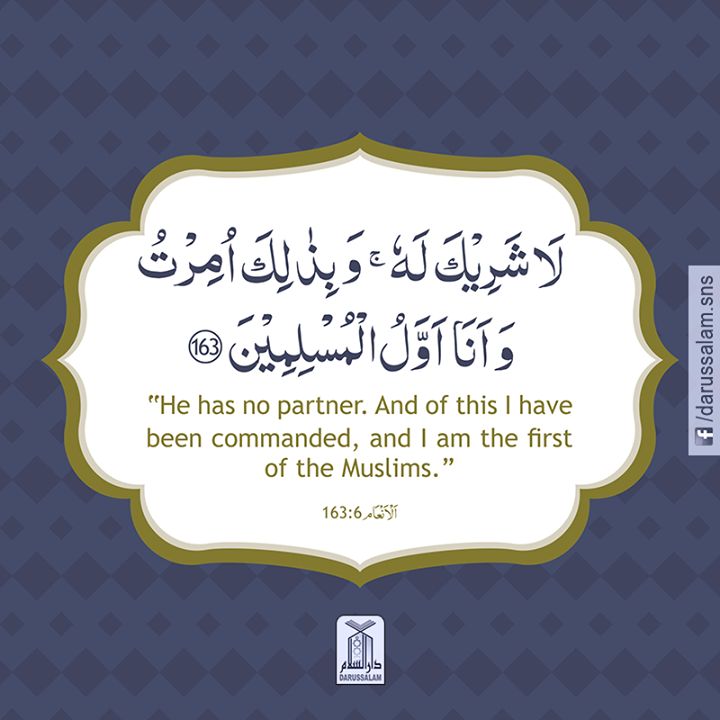 لَا شَرِيْكَ لَهٗ ۚ وَبِذٰلِكَ اُمِرْتُ
وَ اَنَا اَوَّلُ الْمُسْلِمِيْنَ 163
“He has no partner. And of this I have
been commanded, and I am the first
of the Muslims.”
اَلْاَنْعَام 163:6
/darussalam.sns
دار السلام
DARUSSALAM